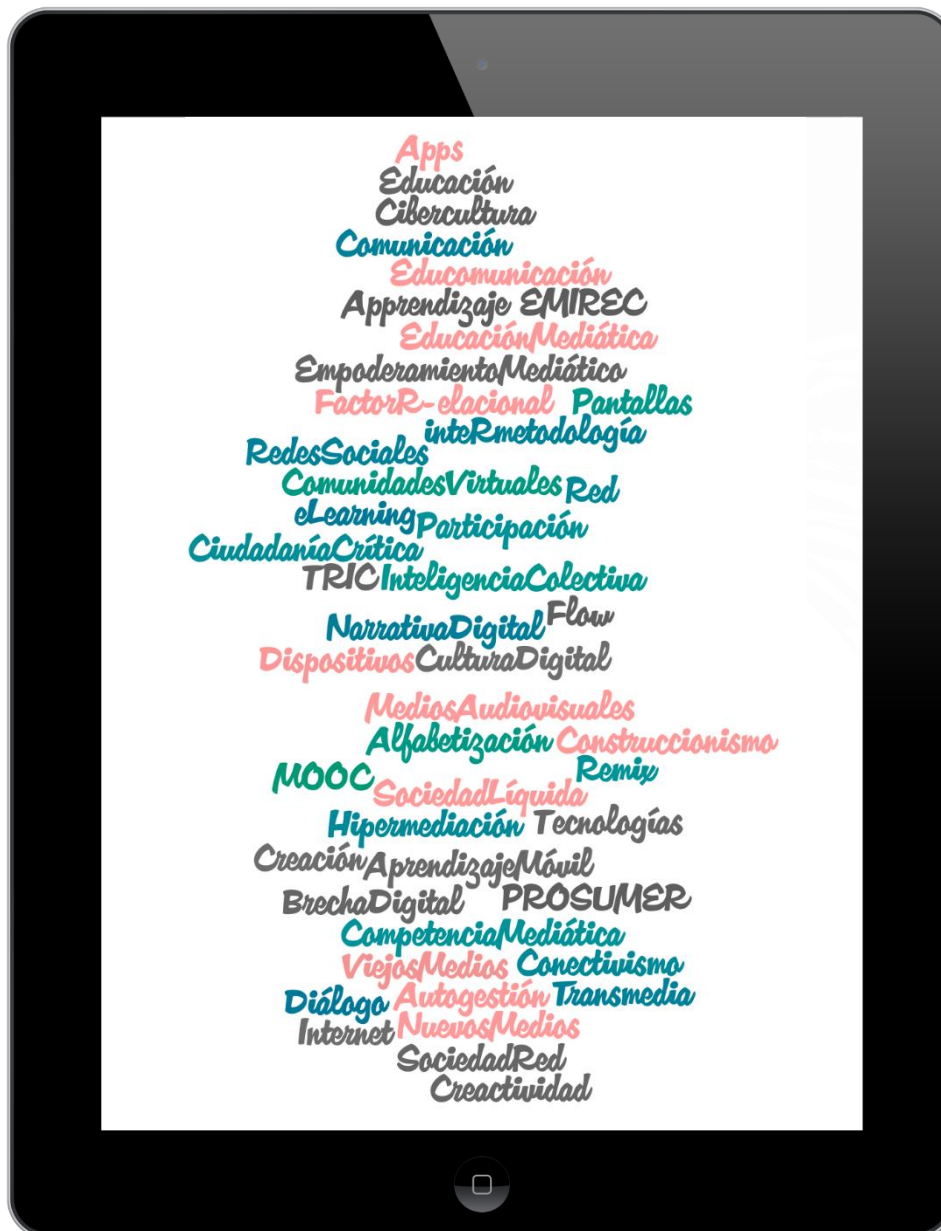 Apps
Educación
Cibercultura
Comunicación
Educomunicación
Apprendizaje EMIREC
EducaciónMediática
EmpoderamientoMediático
FactorR-elacional Pantallas
inteRmetodología
RedesSociales
ComunidadesVirtuales Red
eLearning Participación
CiudadaníaCrítica
TRIC InteligenciaColectiva
Flow
NarrativaDigital
Dispositivos CulturaDigital
MediosAudiovisuales
Alfabetización Construccionismo
MOOC Remix
SociedadLíquida
Hipermediación Tecnologías
Creación AprendizajeMóvil
BrechaDigital PROSUMER
CompetenciaMediática
ViejosMedios Conectivismo
Diálogo Autogestión Transmedia
Internet NuevosMedios
SociedadRed
Creactividad